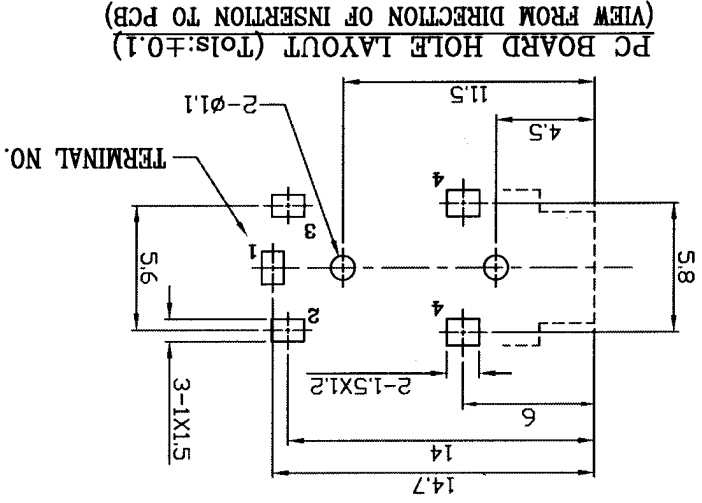 14.7
14
6
2-1.5X1.2
3-1X1.5
4
2
5.8
1
5.6
4
3
4.5
11.5
TERMINAL NO.
2-ø1.1
PC BOARD HOLE LAYOUT (Tols:±0.1)
(VIEW FROM DIRECTION OF INSERTION TO PCB)